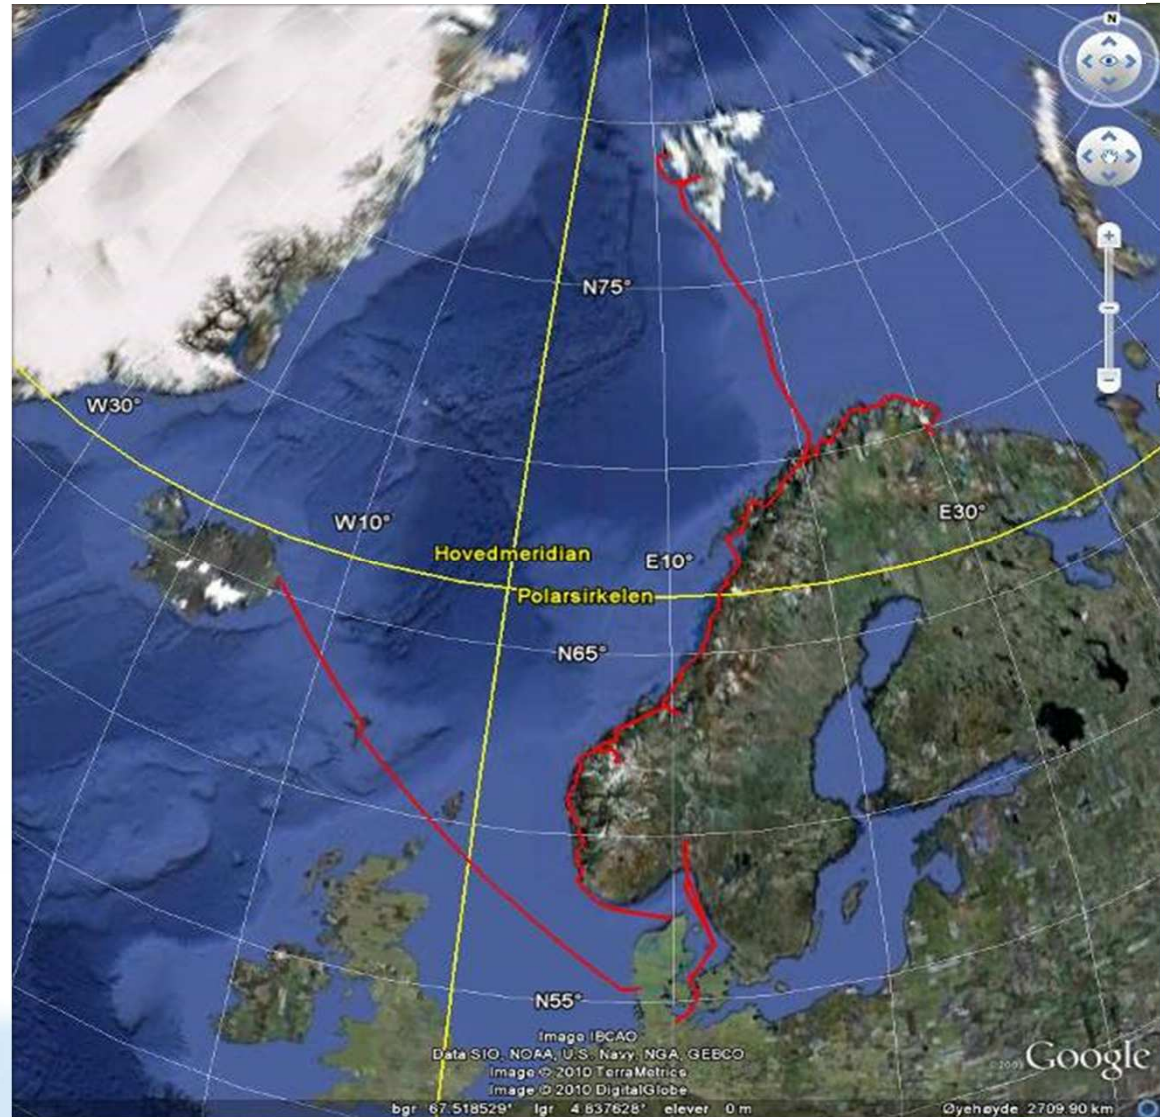 N
N75°
W30°
W10°
E30°
Hovedmeridian
E10°
Polarsirkelen
N65°
N55°
Image IBCAO
Data SIO, NOAA, U.S. Navy, NGA, GEBCO
Image © 2010 TerraMetrics
Image © 2010 DigitalGlobe
©2009 Google
bgr 67.518529° lgr 4.837628° elever 0 m Øyehøyde 2709.90 km